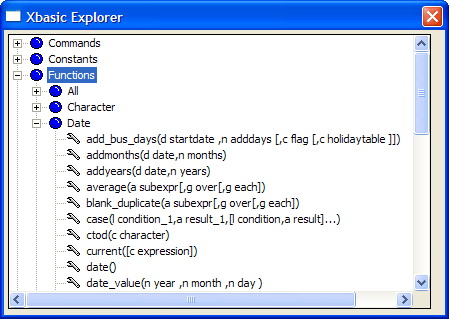 Xbasic Explorer
Commands
Constants
Functions
All
Character
Date
add_bus_days(d startdate ,n adddays [,c flag [,c holidaytable ]])
addmonths(d date,n months)
addyears(d date,n years)
average(a subexpr[,g over[,g each])
blank_duplicate(a subexpr[,g over[,g each])
case(l condition_1,a result_1,[l condition,a result]...)
ctod(c character)
current([c expression])
date()
date_value(n year ,n month ,n day )